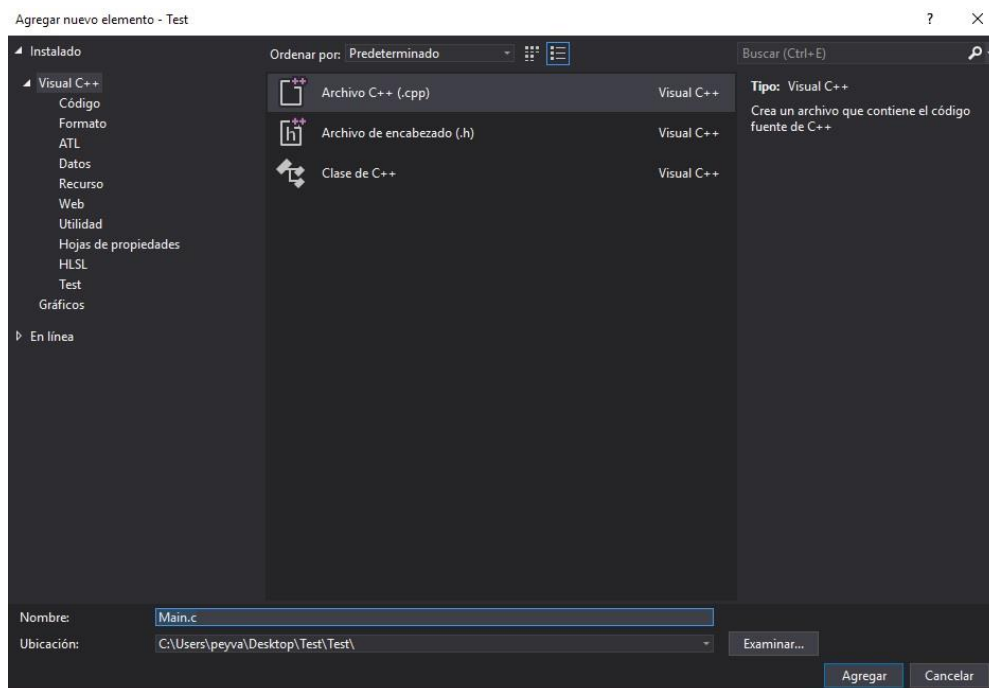 Agregar nuevo elemento - Test
?
Instalado
Visual C++
Código
Formato
ATL
Datos
Recurso
Web
Utilidad
Hojas de propiedades
HLSL
Test
Gráficos
En línea
Ordenar por: Predeterminado
Archivo C++ (.cpp) Visual C++
Archivo de encabezado (.h) Visual C++
Clase de C++ Visual C++
Buscar (Ctrl+E)
Tipo: Visual C++
Crea un archivo que contiene el código
fuente de C++
Nombre: Main.c
Ubicación: C:\Users\peyva\Desktop\Test\Test\
Examinar...
Agregar Cancelar